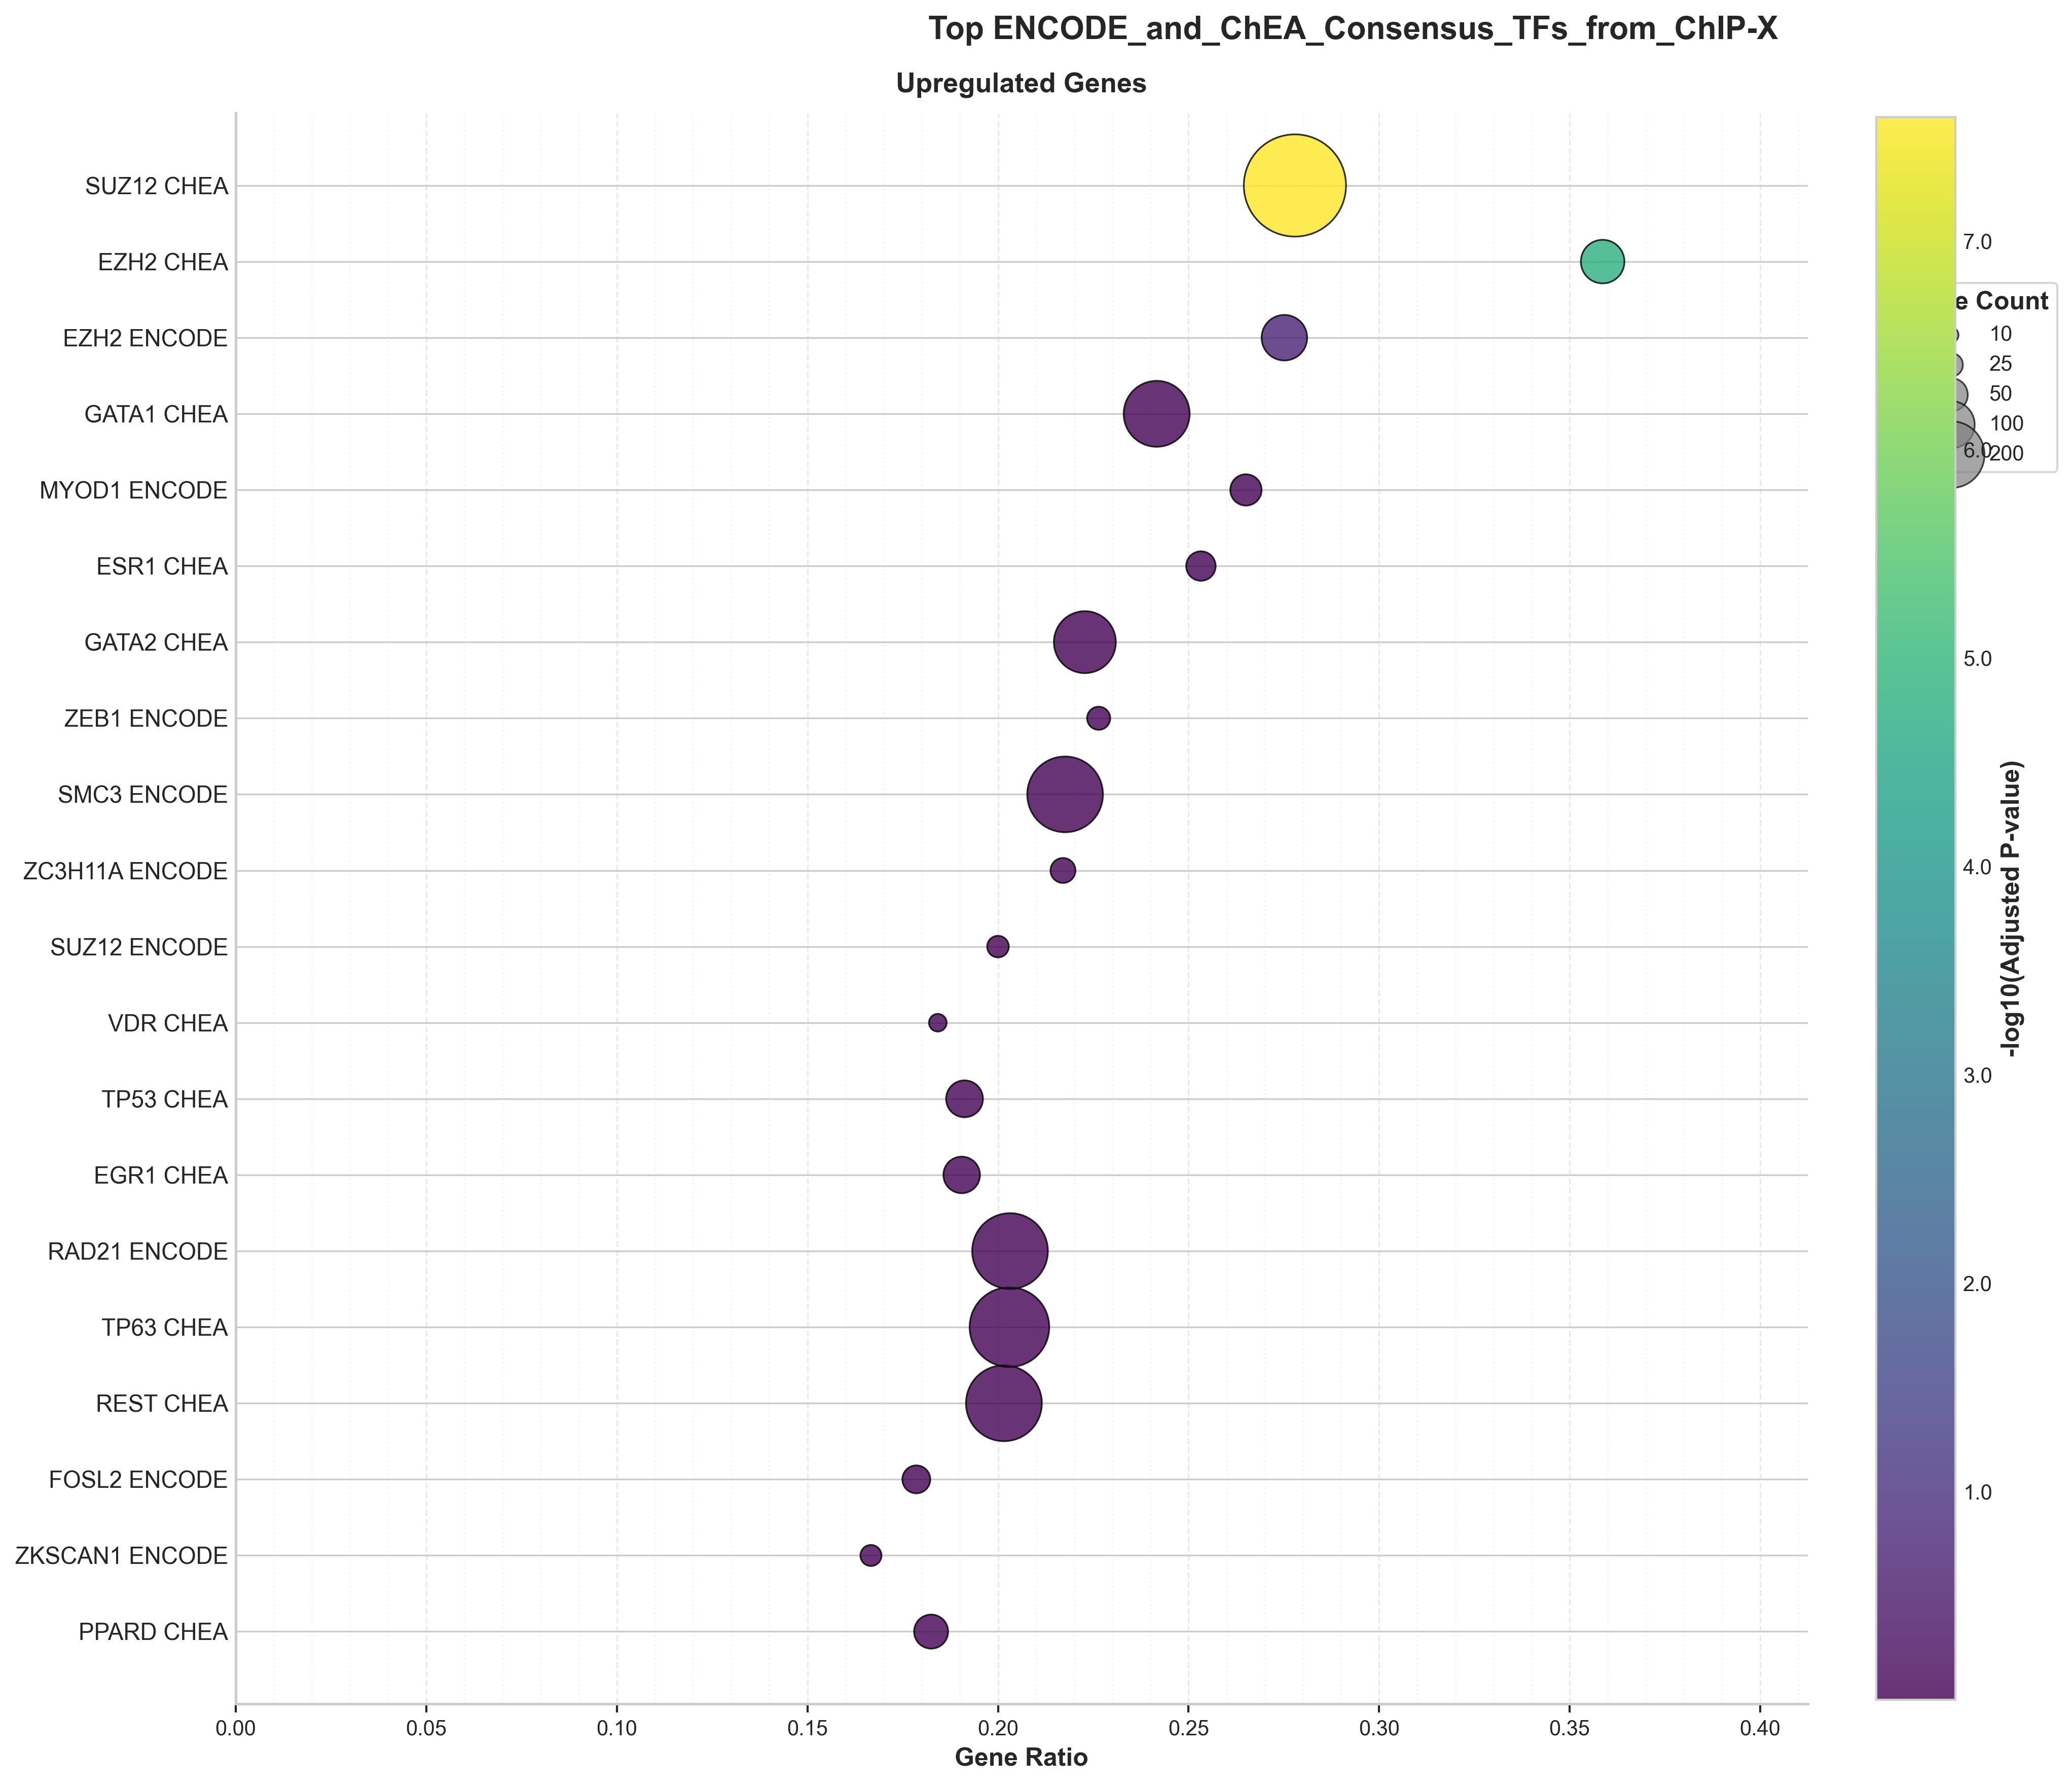 Top ENCODE_and_ChEA_Consensus_TFs_from_ChIP-X
Upregulated Genes
SUZ12 CHEA
EZH2 CHEA
EZH2 ENCODE
GATA1 CHEA
MYOD1 ENCODE
ESR1 CHEA
GATA2 CHEA
ZEB1 ENCODE
SMC3 ENCODE
ZC3H11A ENCODE
SUZ12 ENCODE
VDR CHEA
TP53 CHEA
EGR1 CHEA
RAD21 ENCODE
TP63 CHEA
REST CHEA
FOSL2 ENCODE
ZKSCAN1 ENCODE
PPARD CHEA
0.00 0.05 0.10 0.15 0.20 0.25 0.30 0.35 0.40
Gene Ratio
7.0
6.0
5.0
4.0
3.0
2.0
1.0
-log10(Adjusted P-value)
e Count
10
25
50
100
200